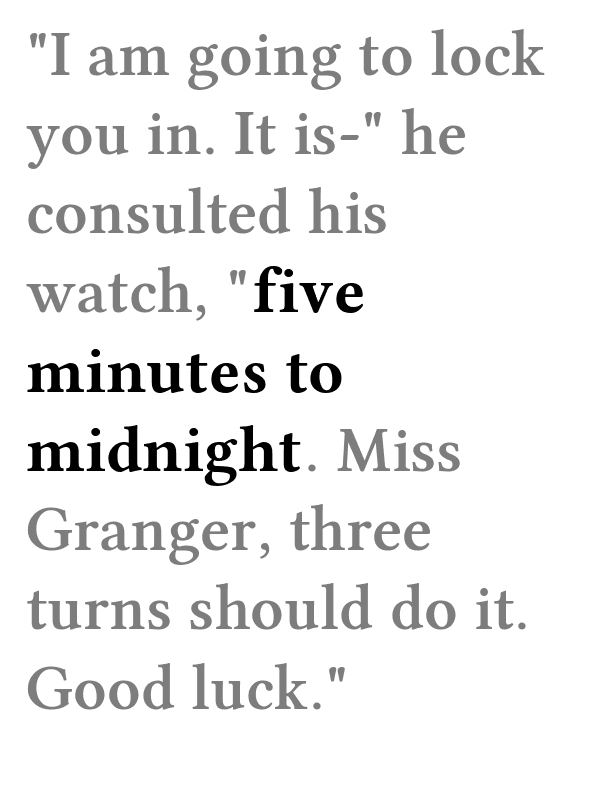 "I am going to lock
you in. It is-" he
consulted his
watch, "five
minutes to
midnight. Miss
Granger, three
turns should do it.
Good luck."